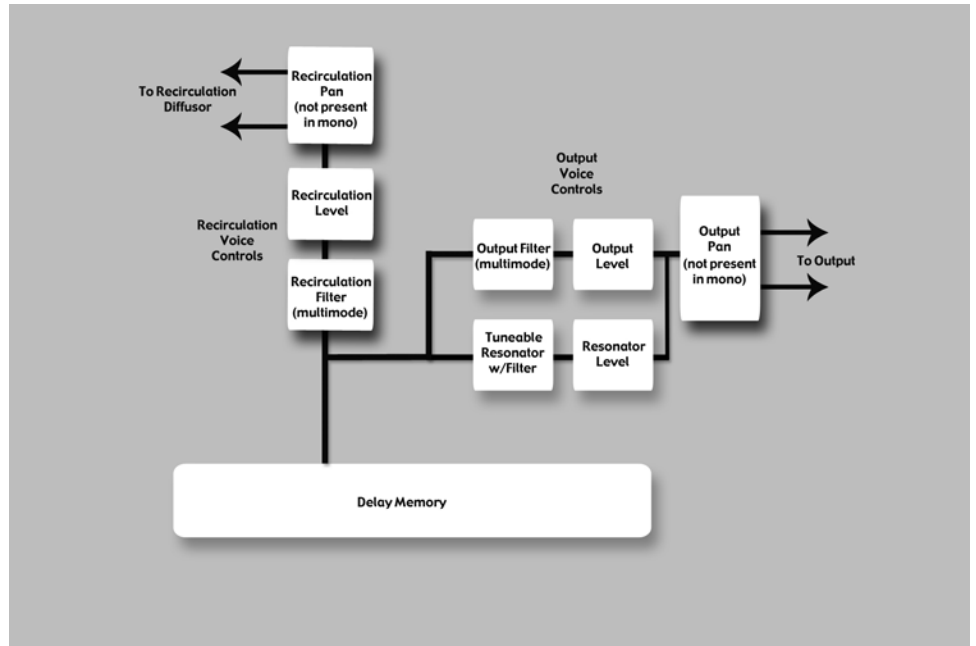 Recirculation
Pan
(not present
in mono)
To Recirculation
Diffusor
Recirculation
Level
Recirculation
Voice
Controls
Recirculation
Filter
(multimode)
Output
Voice
Controls
Output Filter
(multimode)
Output
Level
Output
Pan
(not present
in mono)
To Output
Tuneable
Resonator
w/Filter
Resonator
Level
Delay Memory